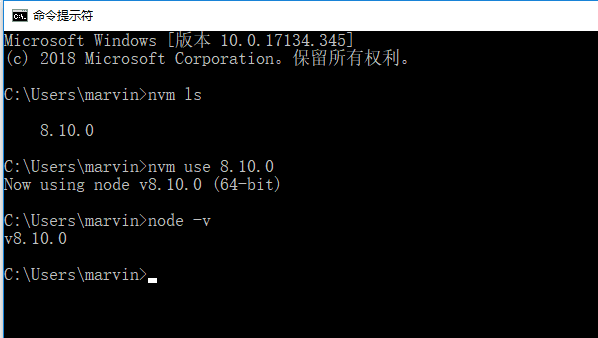 命令提示符
Microsoft Windows [版本 10.0.17134.345]
(c) 2018 Microsoft Corporation。保留所有权利。
C:\Users\marvin>nvm ls
8.10.0
C:\Users\marvin>nvm use 8.10.0
Now using node v8.10.0 (64-bit)
C:\Users\marvin>node -v
v8.10.0
C:\Users\marvin>